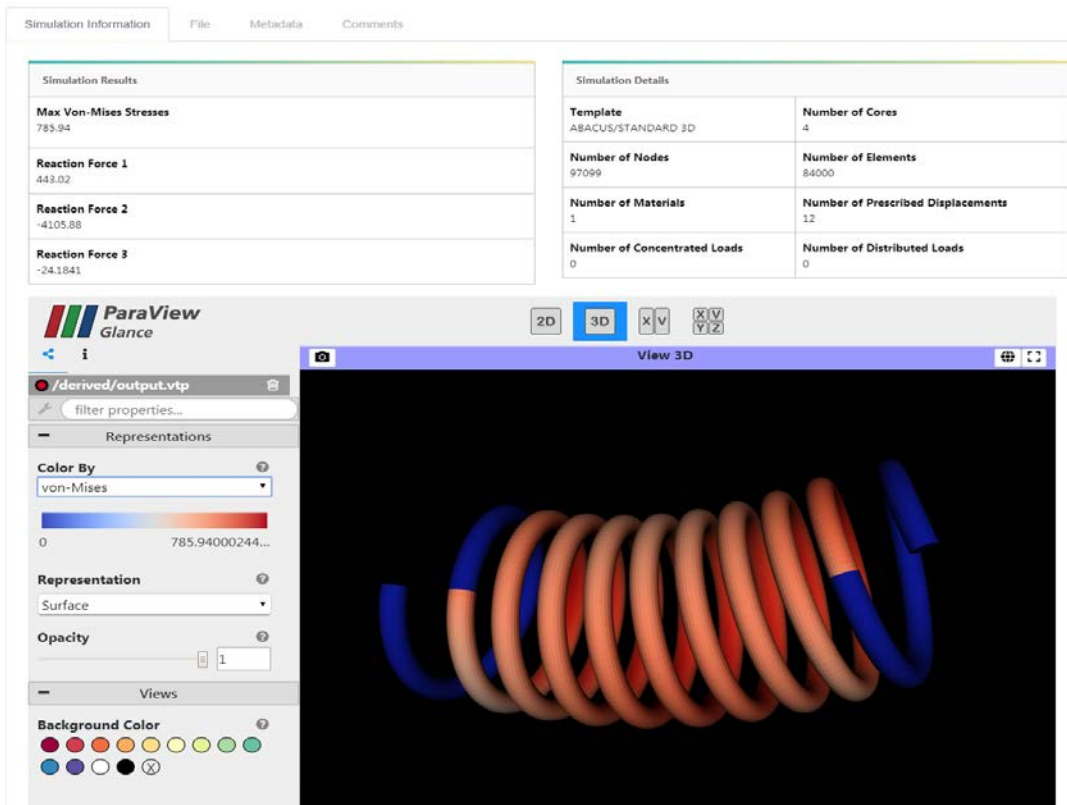 Simulation Information File Metadata Comments
Simulation Results
Max Von-Mises Stresses
785.94
Reaction Force 1
443.02
Reaction Force 2
-4105.88
Reaction Force 3
-24.1841
Simulation Details
Template Number of Cores
ABACUS/STANDARD 3D 4
Number of Nodes Number of Elements
97099 84000
Number of Materials Number of Prescribed Displacements
1 12
Number of Concentrated Loads Number of Distributed Loads
0 0
ParaView
Glance
2D 3D X V X V
Y Z
i
View 3D
/derived/output.vtp
filter properties...
Representations
Color By ?
von-Mises
0 785.94000244...
Representation ?
Surface
Opacity ?
1
Views
Background Color ?
X